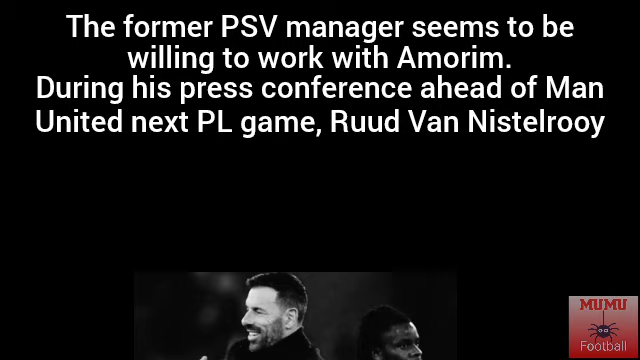 The former PSV manager seems to be
willing to work with Amorim.
During his press conference ahead of Man
United next PL game, Ruud Van Nistelrooy
MUMU
Football